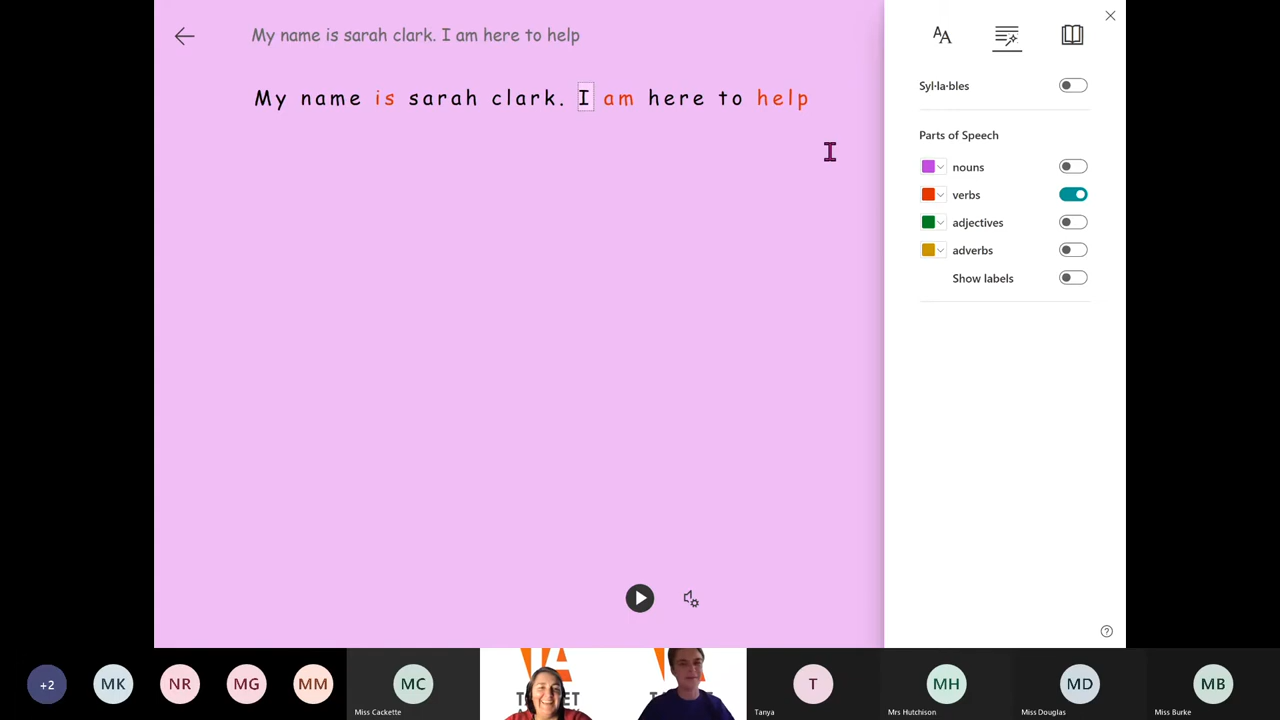 My name is sarah clark. I am here to help
My name is sarah clark. I am here to help
Syl·la·bles
Parts of Speech
nouns
verbs
adjectives
adverbs
Show labels
+2
MK
NR
MG
MM
MC
Miss Cackette
T
Tanya
MH
Mrs Hutchison
MD
Miss Douglas
MB
Miss Burke